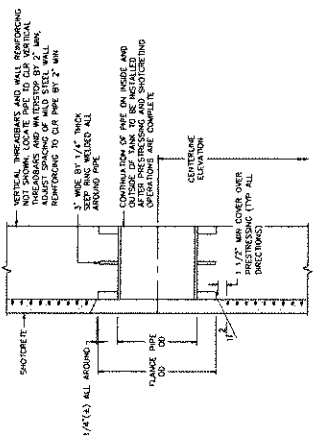 VERTICAL THREADBARS AND WALL REINFORCING
NOT SHOWN. LOCATE PIPE TO CLR VERTICAL
THREADBARS AND WATERSTOP BY 2" MIN,
ADJUST SPACING OF MILD STEEL WALL
REINFORCING TO CLR PIPE BY 2" MIN
3" WIDE BY 1/4" THICK
SEEP RING WELDED ALL
AROUND PIPE
CONTINUATION OF PIPE ON INSIDE AND
OUTSIDE OF TANK TO BE INSTALLED
AFTER PRESTRESSING AND SHOTCRETING
OPERATIONS ARE COMPLETE
CENTERLINE
ELEVATION
1 1/2" MIN COVER OVER
PRESTRESSING (TYP ALL
DIRECTIONS)
SHOTCRETE
3/4"(±) ALL AROUND
FLANGE
OD
PIPE
OD
1
2